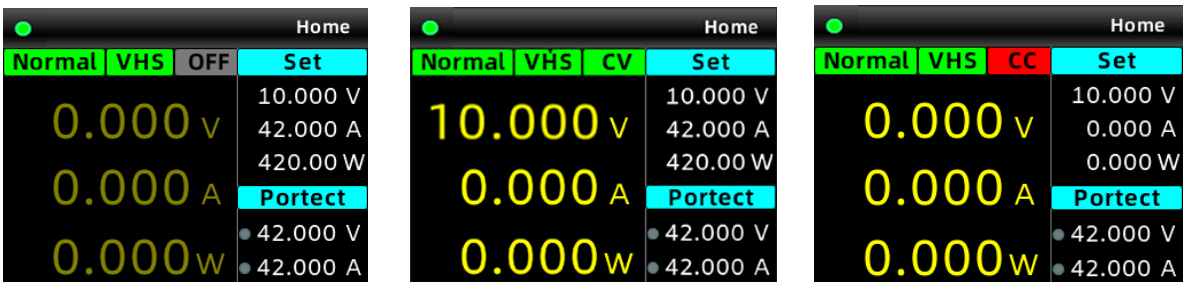 Home
Normal VHS OFF Set
0.000 V
0.000 A
0.000 W
10.000 V
42.000 A
420.00 W
Portect
42.000 V
42.000 A
Home
Normal VHS CV Set
10.000 V
0.000 A
0.000 W
10.000 V
42.000 A
420.00 W
Portect
42.000 V
42.000 A
Home
Normal VHS CC Set
0.000 V
0.000 A
0.000 W
10.000 V
0.000 A
0.000 W
Portect
42.000 V
42.000 A